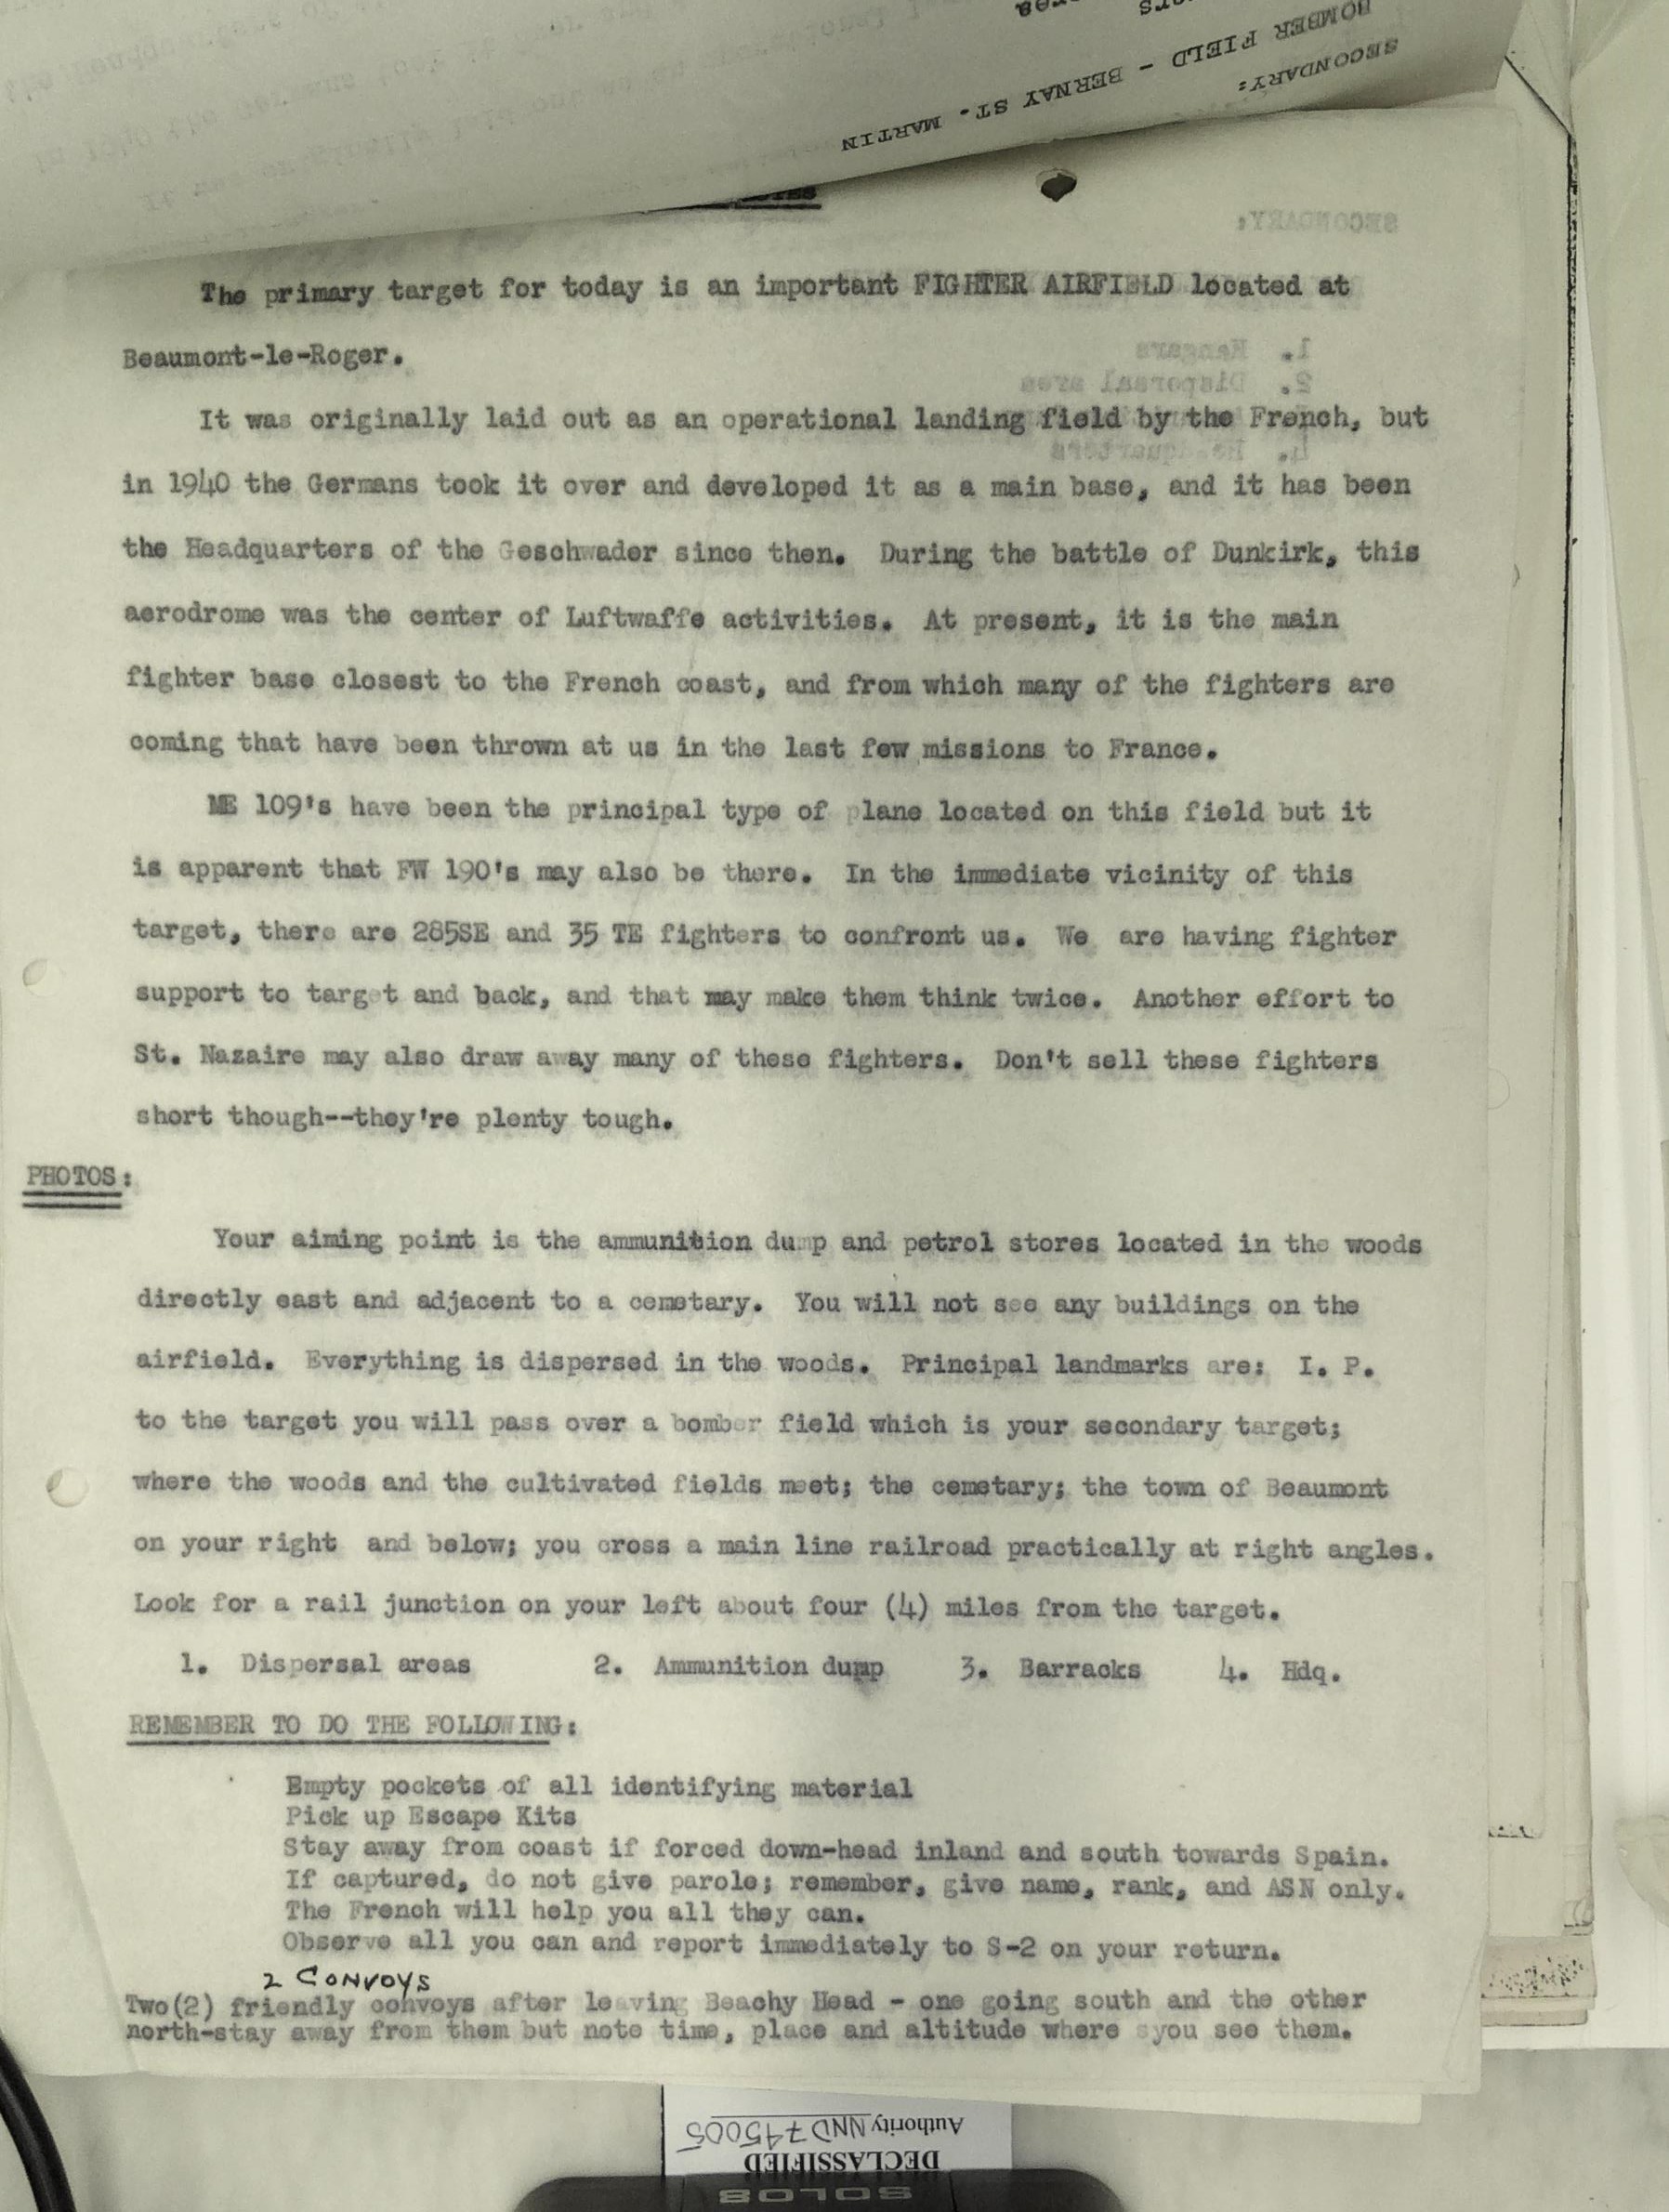 SECONDARY:
BOMBER FIELD - BERNAY ST. MARTIN
The primary target for today is an important FIGHTER AIRFIELD located at
Beaumont-le-Roger.
It was originally laid out as an operational landing field by the French, but
in 1940 the Germans took it over and developed it as a main base, and it has been
the Headquarters of the Geschwader since then. During the battle of Dunkirk, this
aerodrome was the center of Luftwaffe activities. At present, it is the main
fighter base closest to the French coast, and from which many of the fighters are
coming that have been thrown at us in the last few missions to France.
ME 109's have been the principal type of plane located on this field but it
is apparent that FW 190's may also be there. In the immediate vicinity of this
target, there are 285SE and 35 TE fighters to confront us. We are having fighter
support to target and back, and that may make them think twice. Another effort to
St. Nazaire may also draw away many of these fighters. Don't sell these fighters
short though--they're plenty tough.
PHOTOS:
Your aiming point is the ammunition dump and petrol stores located in the woods
directly east and adjacent to a cemetary. You will not see any buildings on the
airfield. Everything is dispersed in the woods. Principal landmarks are: I. P.
to the target you will pass over a bomber field which is your secondary target;
where the woods and the cultivated fields meet; the cemetary; the town of Beaumont
on your right and below; you cross a main line railroad practically at right angles.
Look for a rail junction on your left about four (4) miles from the target.
1. Dispersal areas 2. Ammunition dump 3. Barracks 4. Hdq.
REMEMBER TO DO THE FOLLOWING:
Empty pockets of all identifying material
Pick up Escape Kits
Stay away from coast if forced down-head inland and south towards Spain.
If captured, do not give parole; remember, give name, rank, and ASN only.
The French will help you all they can.
Observe all you can and report immediately to S-2 on your return.
2 CONVOYS
Two(2) friendly convoys after leaving Beachy Head - one going south and the other
north-stay away from them but note time, place and altitude where syou see them.
DECLASSIFIED
Authority NND745005
SOLO8